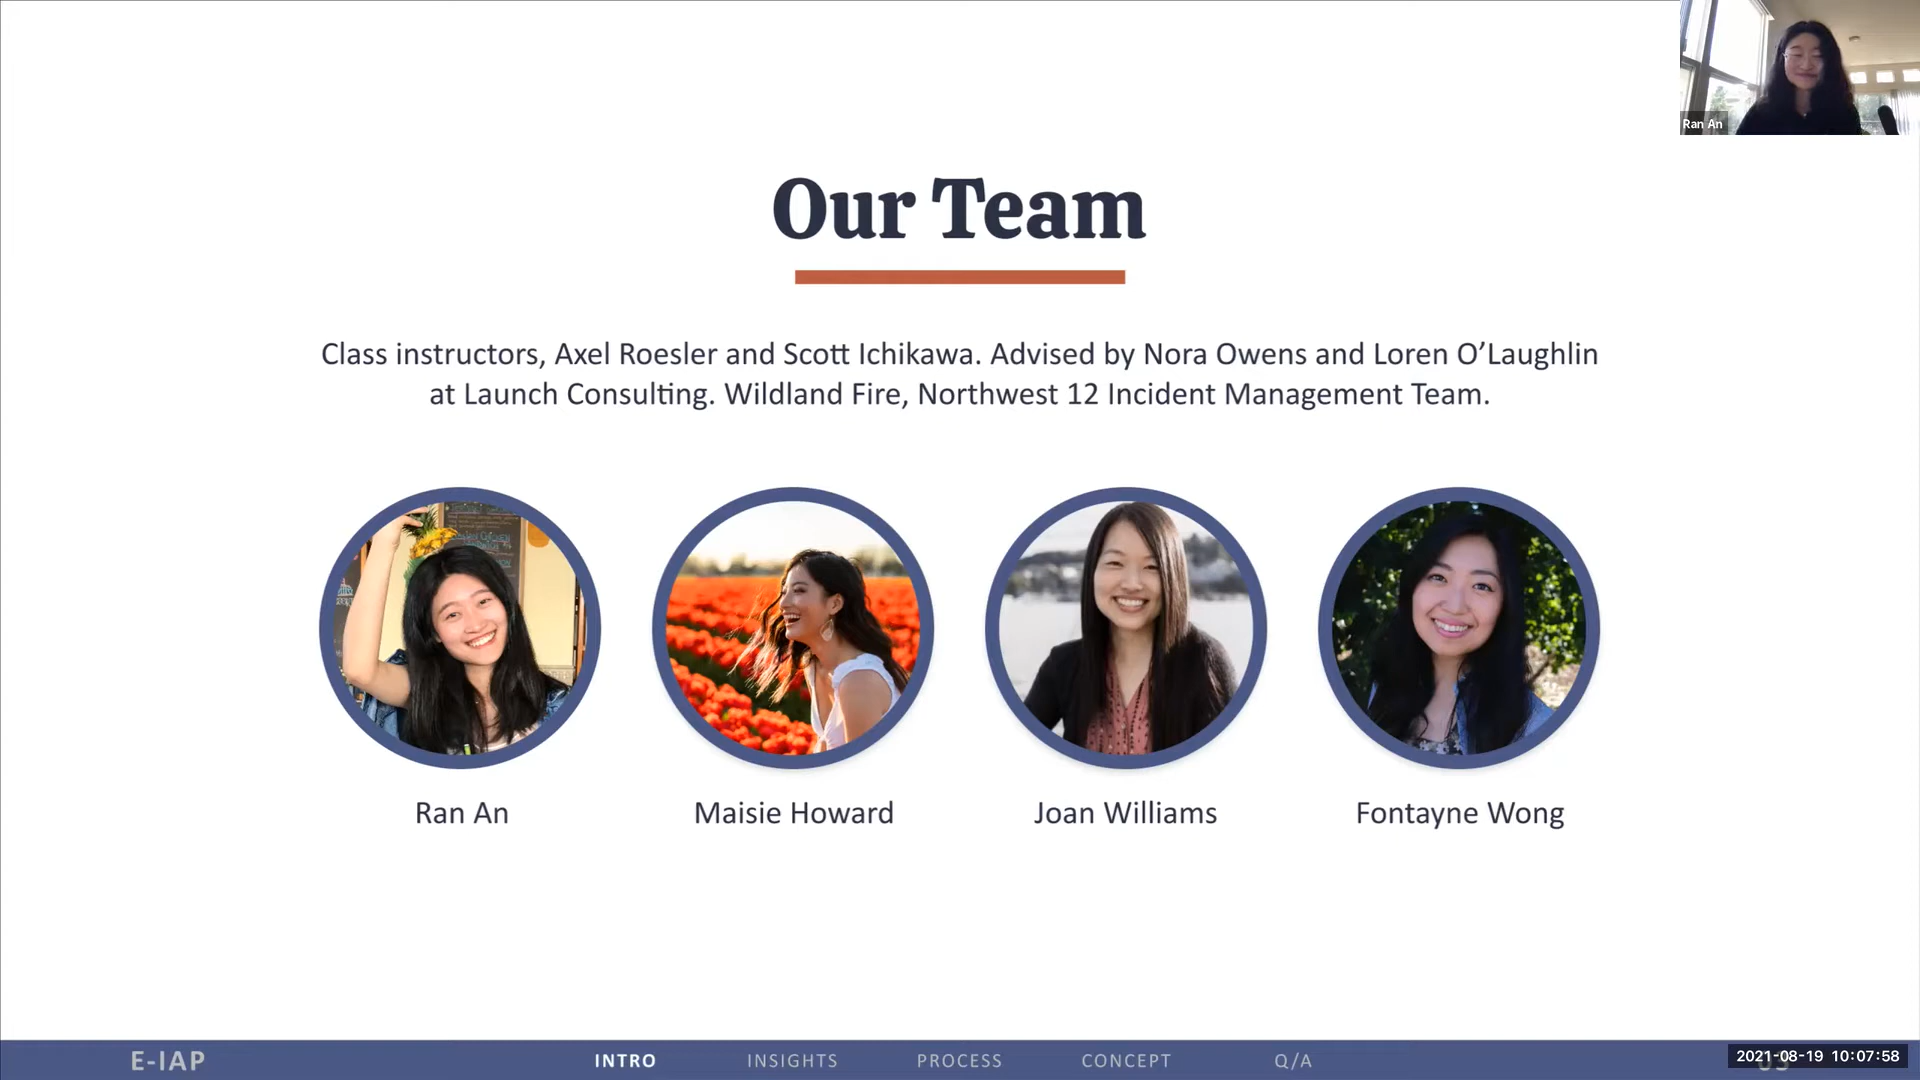 Ran An
Our Team
Class instructors, Axel Roesler and Scott Ichikawa. Advised by Nora Owens and Loren O’Laughlin
at Launch Consulting. Wildland Fire, Northwest 12 Incident Management Team.
Ran An
Maisie Howard
Joan Williams
Fontayne Wong
E-IAP
INTRO
INSIGHTS
PROCESS
CONCEPT
Q/A
2021-08-19 10:07:58